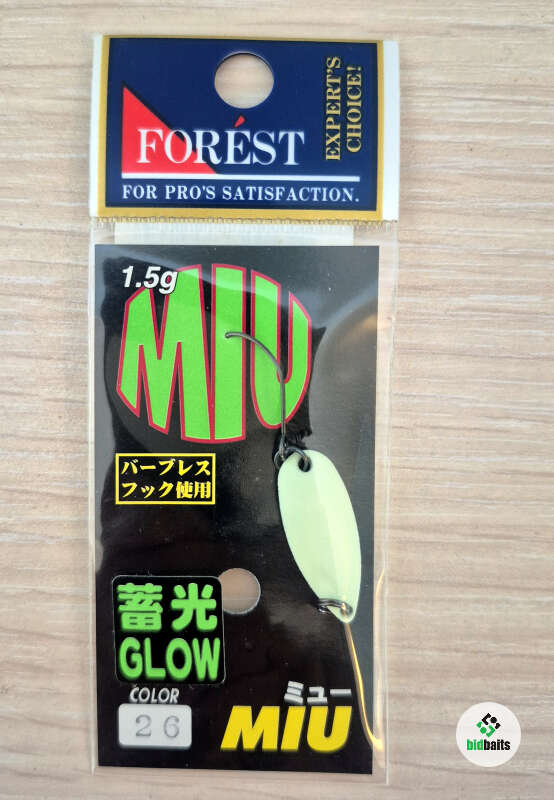 FORÉST
EXPERT'S
CHOICE!
FOR PRO'S SATISFACTION.
1.5g
MIU
バーブレス
フック使用
蓄光
GLOW
COLOR
26
ミュー
MIU
bidbaits